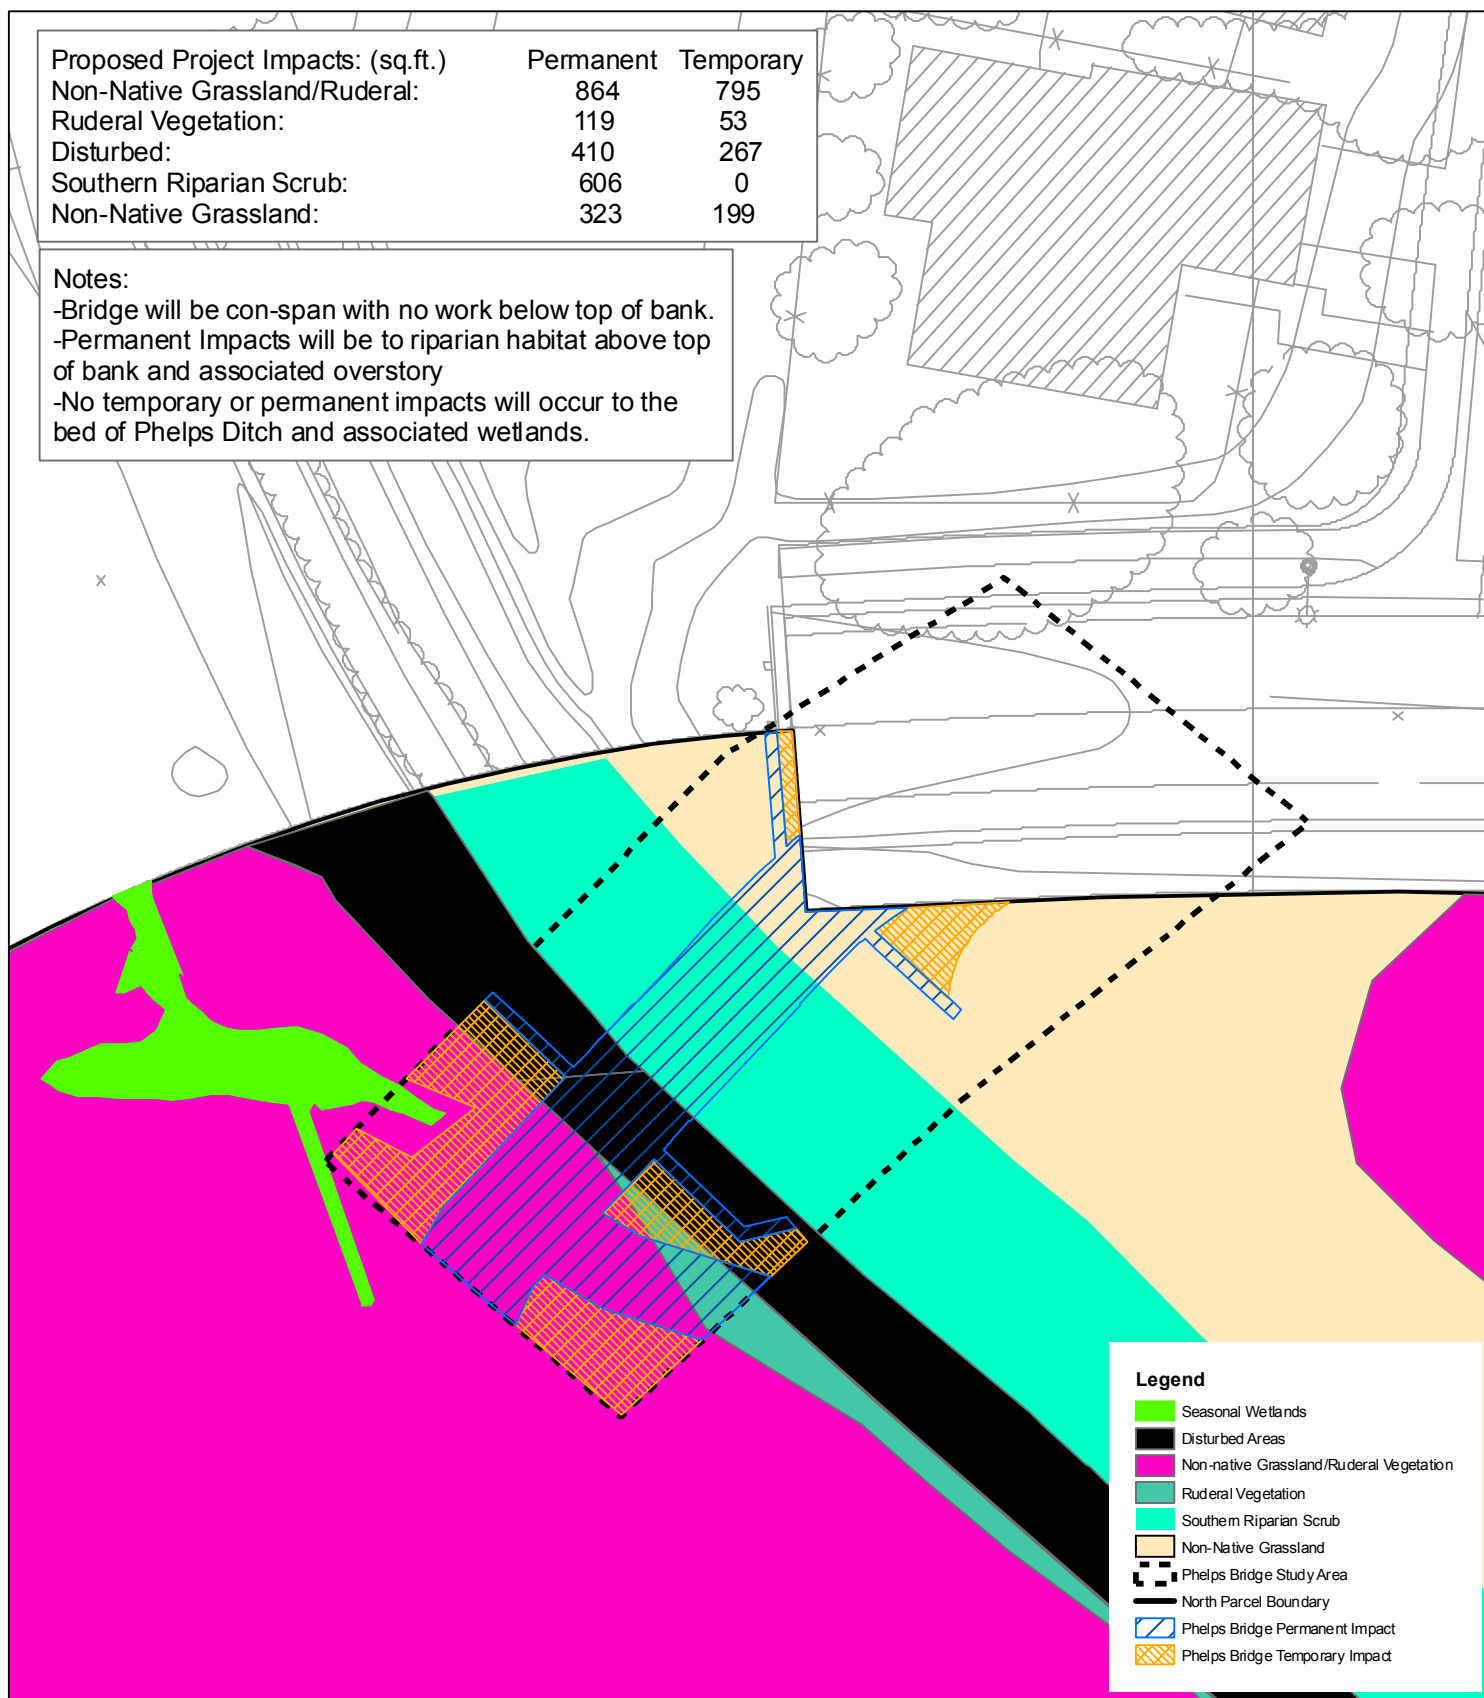 Proposed Project Impacts: (sq.ft.) Permanent Temporary
Non-Native Grassland/Ruderal: 864 795
Ruderal Vegetation: 119 53
Disturbed: 410 267
Southern Riparian Scrub: 606 0
Non-Native Grassland: 323 199
Notes:
-Bridge will be con-span with no work below top of bank.
-Permanent Impacts will be to riparian habitat above top
of bank and associated overstory
-No temporary or permanent impacts will occur to the
bed of Phelps Ditch and associated wetlands.
Legend
Seasonal Wetlands
Disturbed Areas
Non-native Grassland/Ruderal Vegetation
Ruderal Vegetation
Southern Riparian Scrub
Non-Native Grassland
Phelps Bridge Study Area
North Parcel Boundary
Phelps Bridge Permanent Impact
Phelps Bridge Temporary Impact